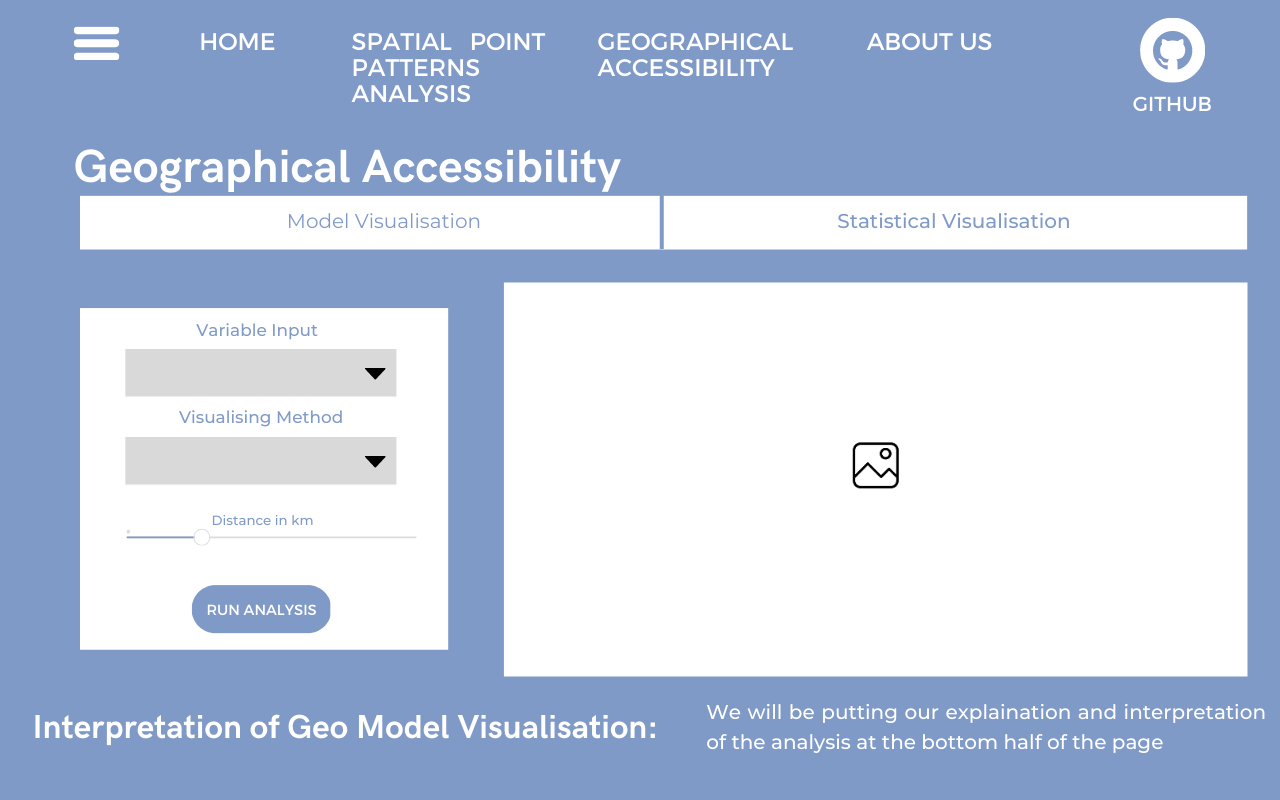 HOME
SPATIAL POINT
PATTERNS
ANALYSIS
GEOGRAPHICAL
ACCESSIBILITY
ABOUT US
GITHUB
Geographical Accessibility
Model Visualisation
Statistical Visualisation
Variable Input
Visualising Method
Distance in km
RUN ANALYSIS
Interpretation of Geo Model Visualisation:
We will be putting our explaination and interpretation
of the analysis at the bottom half of the page